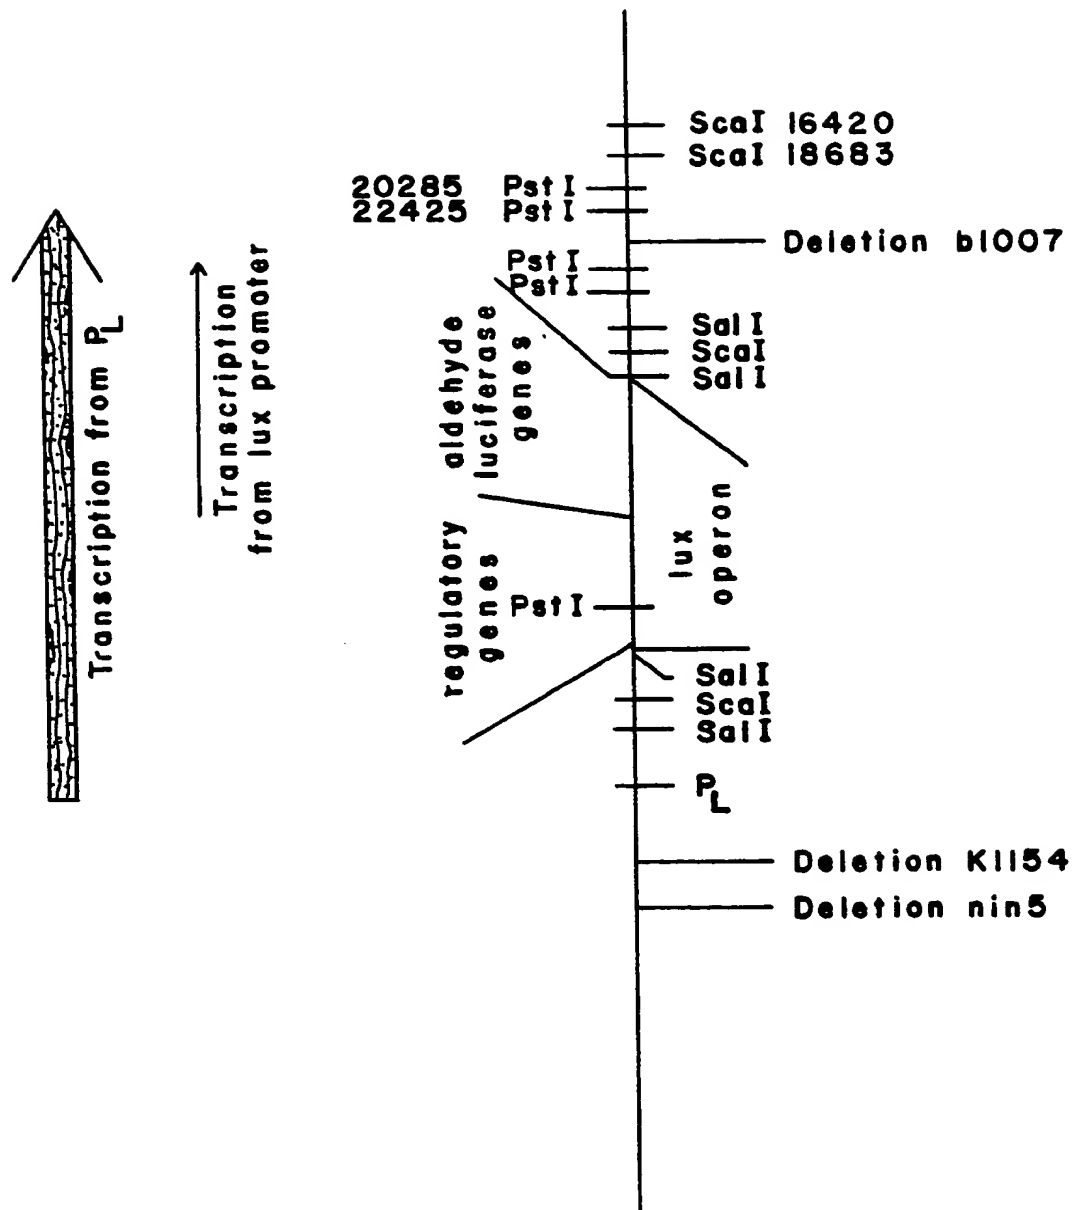 ScaI 16420
ScaI 18683
20285 PstI
22425 PstI
Deletion b1007
PstI
PstI
SalI
ScaI
SalI
Transcription from PL
Transcription
from lux promoter
aldehyde
luciferase
genes
lux
operon
regulatory
genes
PstI
SalI
ScaI
SalI
PL
Deletion K1154
Deletion nin5